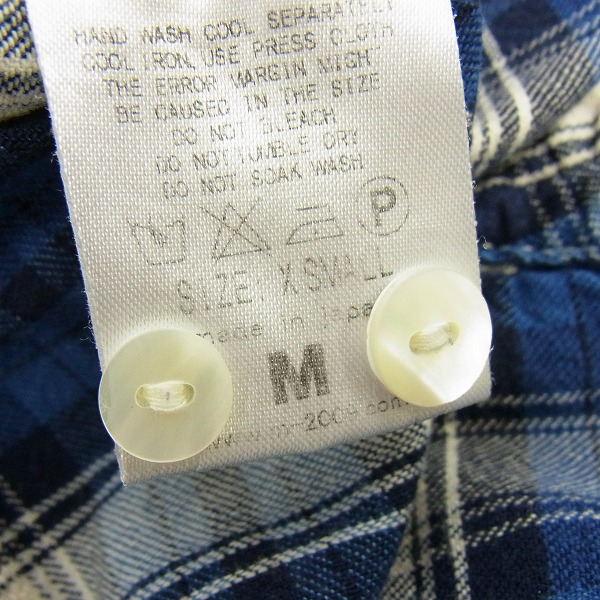 HAND WASH COOL SEPARATELY
COOL IRON. USE PRESS CLOTH
THE ERROR MARGIN MIGHT
BE CAUSED IN THE SIZE
DO NOT BLEACH
DO NOT TUMBLE DRY
DO NOT SOAK WASH
P
SIZE: X SMALL
made in japa
M